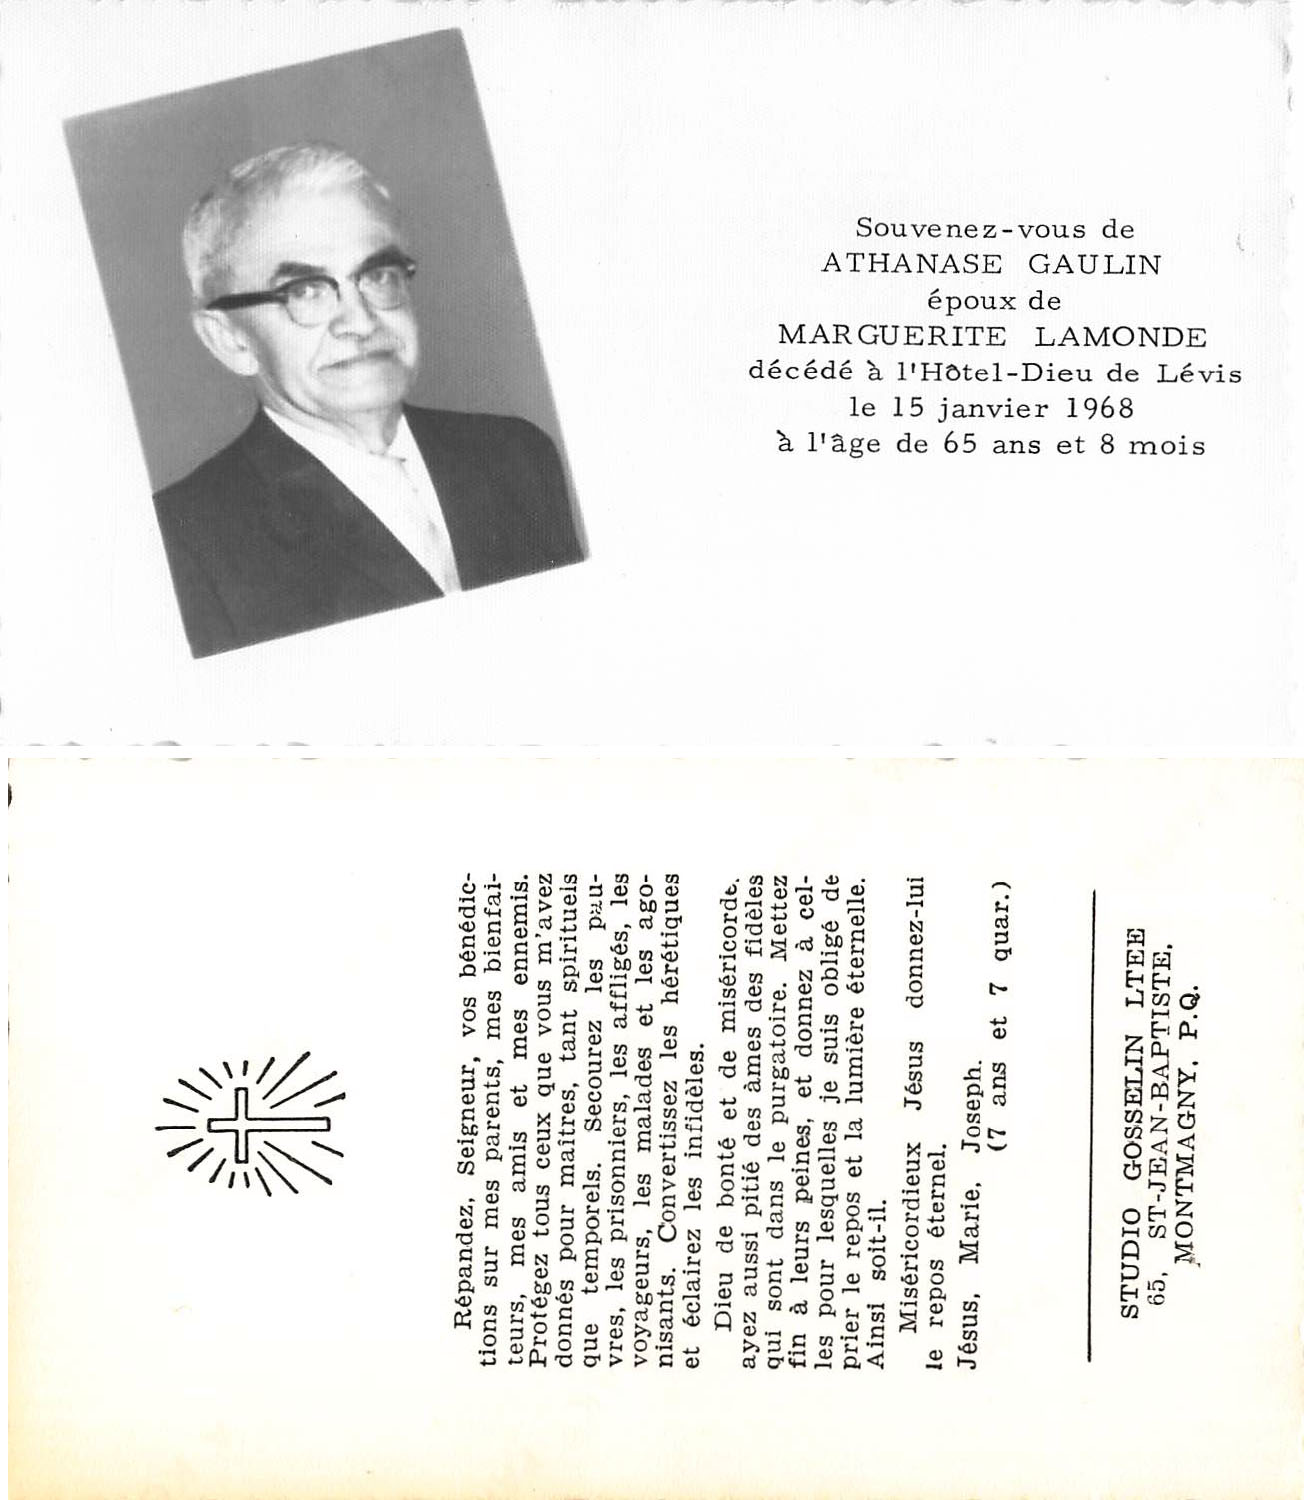 Souvenez-vous de
ATHANASE GAULIN
époux de
MARGUERITE LAMONDE
décédé à l'Hôtel-Dieu de Lévis
le 15 janvier 1968
à l'âge de 65 ans et 8 mois
Répandez, Seigneur, vos bénédic-
tions sur mes parents, mes bienfai-
teurs, mes amis et mes ennemis.
Protégez tous ceux que vous m'avez
donnés pour maîtres, tant spirituels
que temporels. Secourez les pau-
vres, les prisonniers, les affligés, les
voyageurs, les malades et les ago-
nisants. Convertissez les hérétiques
et éclairez les infidèles.
Dieu de bonté et de miséricorde,
ayez aussi pitié des âmes des fidèles
qui sont dans le purgatoire. Mettez
fin à leurs peines, et donnez à cel-
les pour lesquelles je suis obligé de
prier le repos et la lumière éternelle.
Ainsi soit-il.
Miséricordieux Jésus donnez-lui
le repos éternel.
Jésus, Marie, Joseph.
(7 ans et 7 quar.)
STUDIO GOSSELIN LTEE
65, ST-JEAN-BAPTISTE,
MONTMAGNY, P.Q.